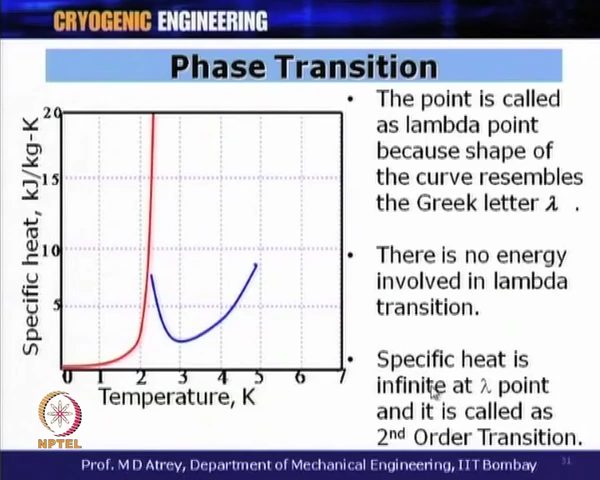 CRYOGENIC ENGINEERING
Phase Transition
Specific heat, kJ/kg-K
20
15
10
5
0 1 2 3 4 5 6 7
Temperature, K
• The point is called
as lambda point
because shape of
the curve resembles
the Greek letter λ .
• There is no energy
involved in lambda
transition.
• Specific heat is
infinite at λ point
and it is called as
2nd Order Transition.
NPTEL
Prof. M D Atrey, Department of Mechanical Engineering, IIT Bombay
31